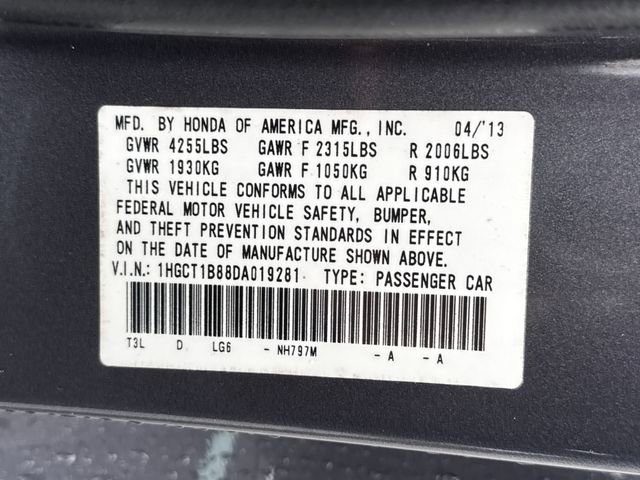 MFD. BY HONDA OF AMERICA MFG., INC. 04/'13
GVWR 4255LBS GAWR F 2315LBS R 2006LBS
GVWR 1930KG GAWR F 1050KG R 910KG
THIS VEHICLE CONFORMS TO ALL APPLICABLE
FEDERAL MOTOR VEHICLE SAFETY, BUMPER,
AND THEFT PREVENTION STANDARDS IN EFFECT
ON THE DATE OF MANUFACTURE SHOWN ABOVE.
V.I.N.: 1HGCT1B88DA019281 TYPE: PASSENGER CAR
T3L D LG6 - NH797M - A - A